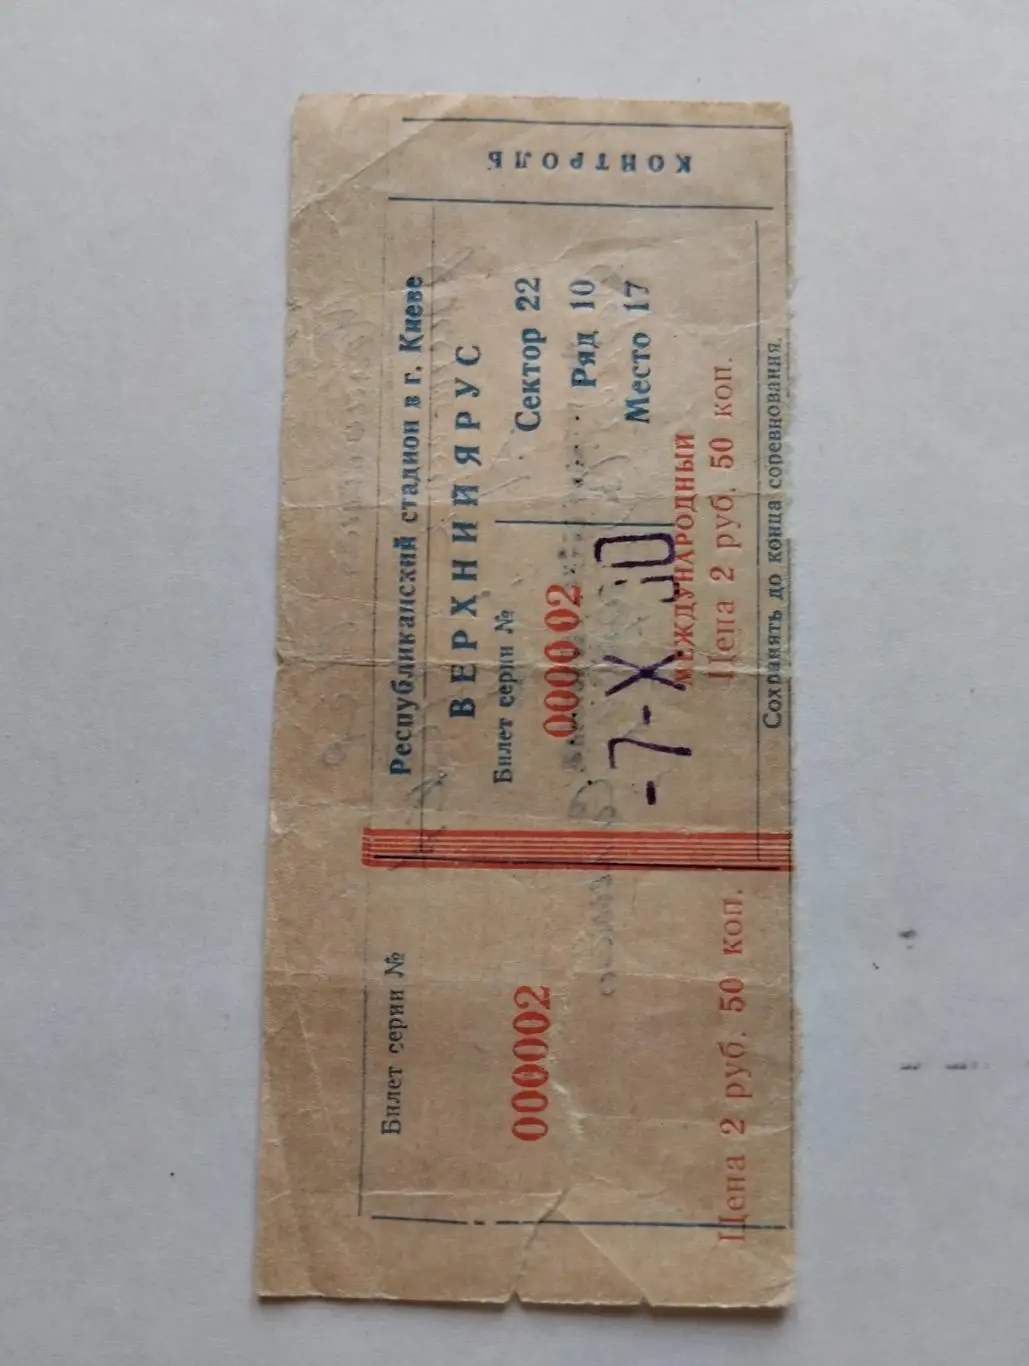 Республиканский стадион в г. Киеве
ВЕРХНИЙ ЯРУС
Сектор 22
Ряд 10
Место 17
Билет серии №
000002
-7-X
МЕЖДУНАРОДНЫЙ
Цена 2 руб. 50 коп.
Сохранять до конца соревнования.
КОНТРОЛЬ
Билет серии №
000002
Цена 2 руб. 50 коп.